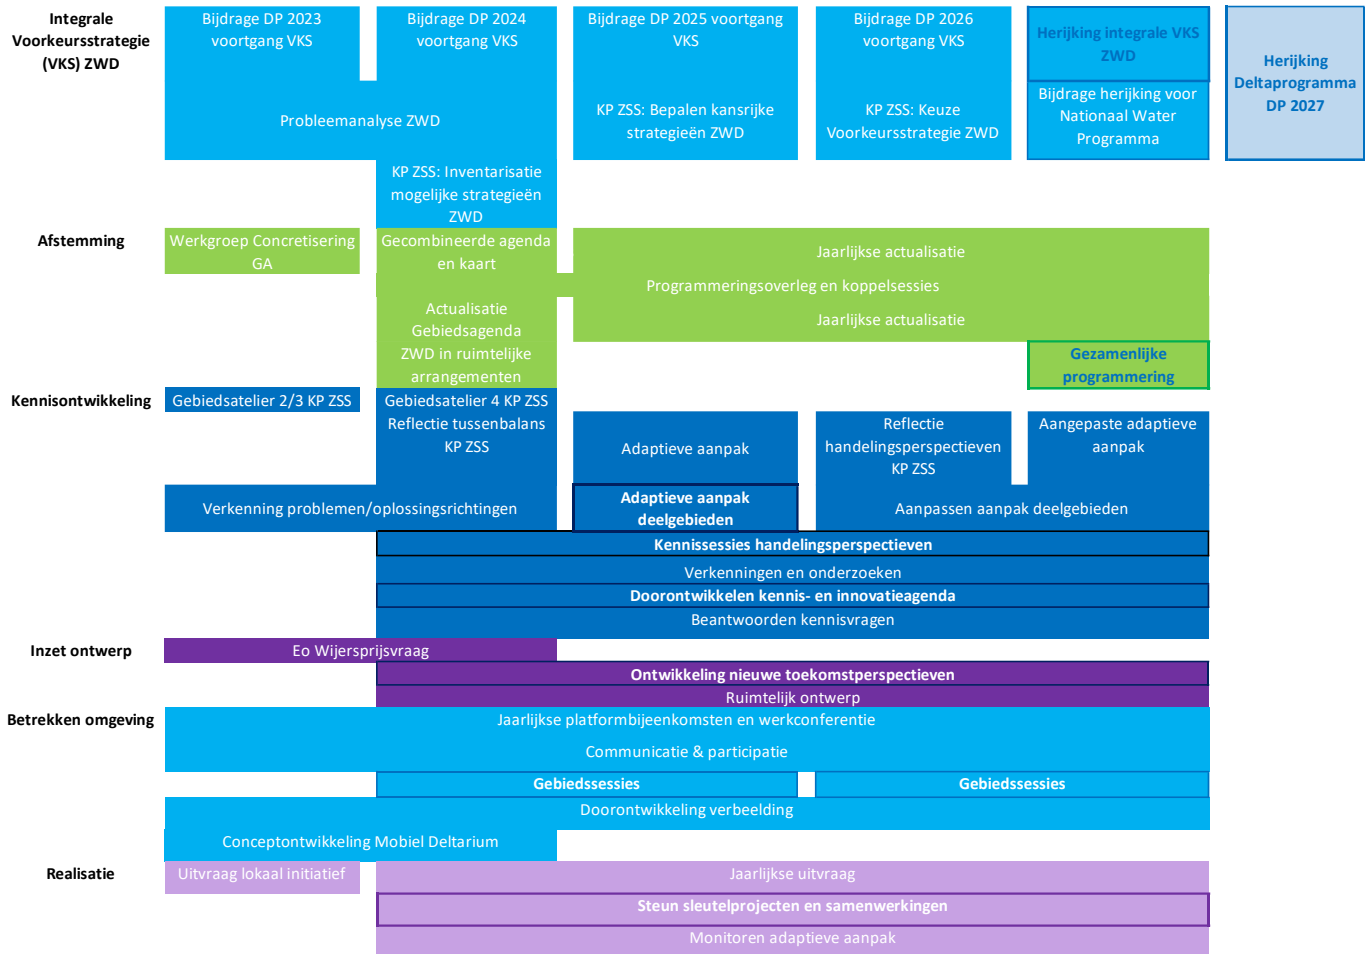 Integrale
Voorkeursstrategie
(VKS) ZWD
Bijdrage DP 2023
voortgang VKS
Bijdrage DP 2024
voortgang VKS
Bijdrage DP 2025 voortgang
VKS
Bijdrage DP 2026
voortgang VKS
Herijking integrale VKS
ZWD
Herijking
Deltaprogramma
DP 2027
Probleemanalyse ZWD
KP ZSS: Bepalen kansrijke
strategieën ZWD
KP ZSS: Keuze
Voorkeursstrategie ZWD
Bijdrage herijking voor
Nationaal Water
Programma
KP ZSS: Inventarisatie
mogelijke strategieën
ZWD
Afstemming
Werkgroep Concretisering
GA
Gecombineerde agenda
en kaart
Jaarlijkse actualisatie
Programmeringsoverleg en koppelsessies
Actualisatie
Gebiedsagenda
ZWD in ruimtelijke
arrangementen
Jaarlijkse actualisatie
Gezamenlijke
programmering
Kennisontwikkeling
Gebiedsatelier 2/3 KP ZSS
Gebiedsatelier 4 KP ZSS
Reflectie tussenbalans
KP ZSS
Adaptieve aanpak
Reflectie
handelingsperspectieven
KP ZSS
Aangepaste adaptieve
aanpak
Verkenning problemen/oplossingsrichtingen
Adaptieve aanpak
deelgebieden
Aanpassen aanpak deelgebieden
Kennissessies handelingsperspectieven
Verkenningen en onderzoeken
Doorontwikkelen kennis- en innovatieagenda
Beantwoorden kennisvragen
Inzet ontwerp
Eo Wijersprijsvraag
Ontwikkeling nieuwe toekomstperspectieven
Ruimtelijk ontwerp
Betrekken omgeving
Jaarlijkse platformbijeenkomsten en werkconferentie
Communicatie & participatie
Gebiedssessies
Gebiedssessies
Doorontwikkeling verbeelding
Conceptontwikkeling Mobiel Deltarium
Realisatie
Uitvraag lokaal initiatief
Jaarlijkse uitvraag
Steun sleutelprojecten en samenwerkingen
Monitoren adaptieve aanpak